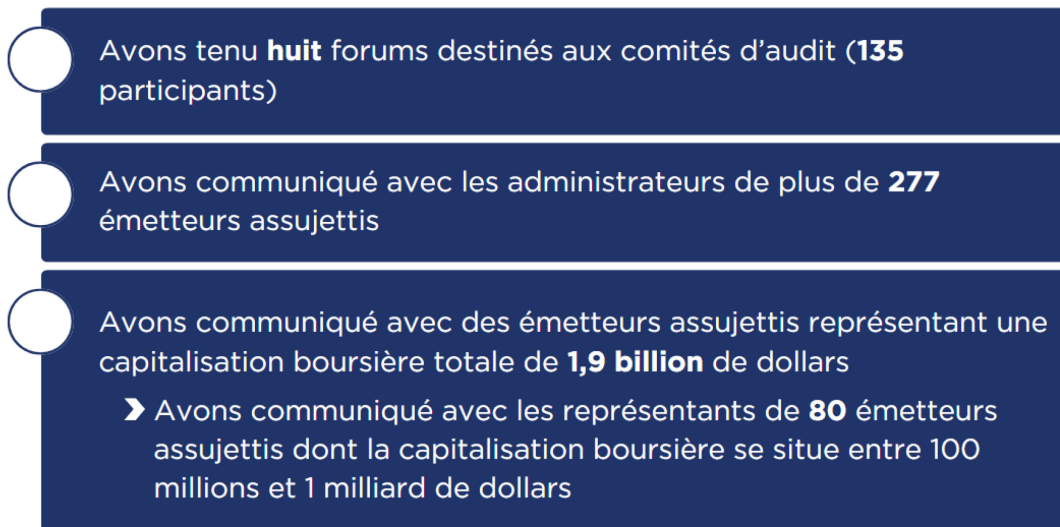 Avons tenu huit forums destinés aux comités d'audit (135
participants)
Avons communiqué avec les administrateurs de plus de 277
émetteurs assujettis
Avons communiqué avec des émetteurs assujettis représentant une
capitalisation boursière totale de 1,9 billion de dollars
Avons communiqué avec les représentants de 80 émetteurs
assujettis dont la capitalisation boursière se situe entre 100
millions et 1 milliard de dollars